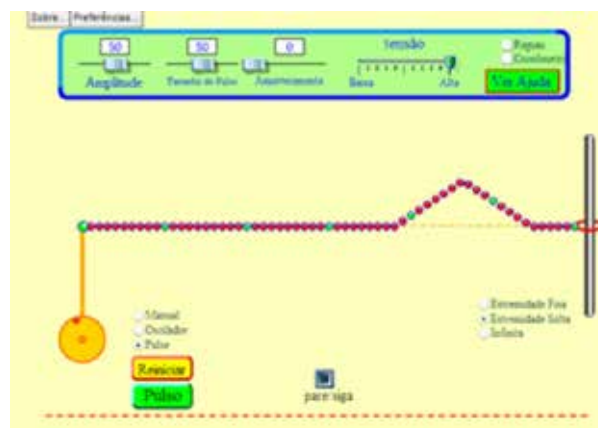 Sobre... Preferências...
50 50 0 Tensão Régua
Cronômetro
Amplitude Tamanho do Pulso Amortecimento Baixa Alta Ver Ajuda
Manual
Oscilador
Pulso
Extremidade Fixa
Extremidade Solta
Infinita
Reiniciar
Pulso
pare/siga